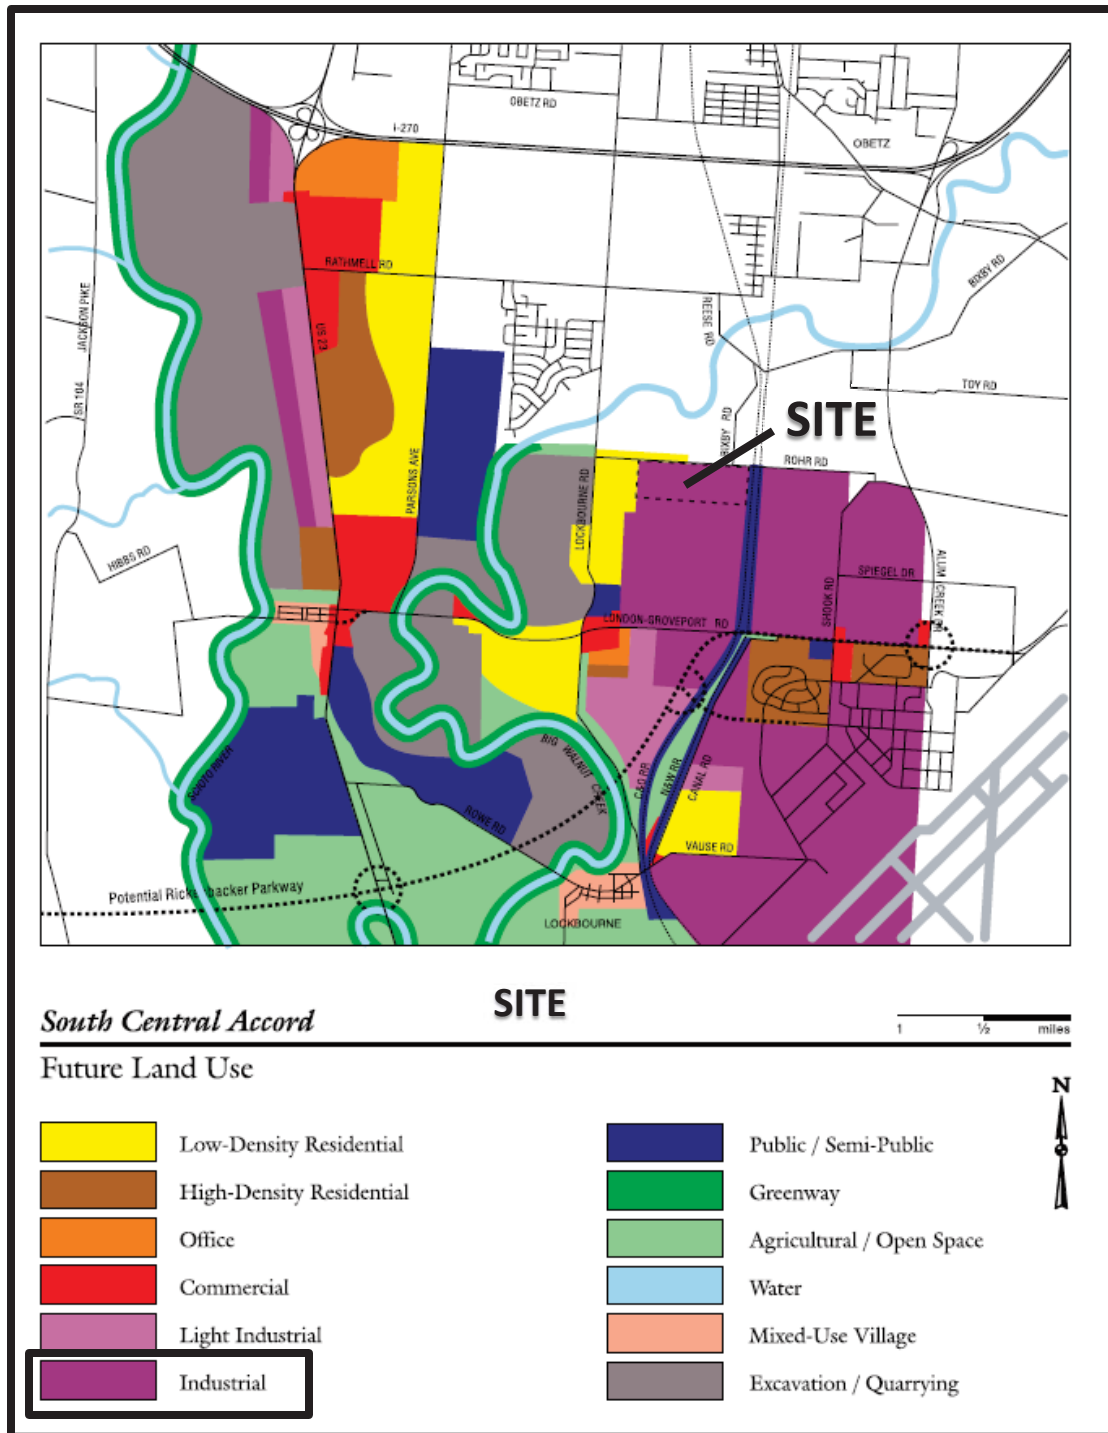 OBETZ RD
I-270
OBETZ
RATHMELL RD
BIXBY RD
JACKSON PIKE
SR 104
US 23
REESE RD
TOY RD
BIXBY RD
SITE
ROHR RD
PARSONS AVE
LOCKBOURNE RD
HIBBS RD
SPIEGEL DR
ALUM CREEK DR
SHOOK RD
LONDON-GROVEPORT RD
BIG WALNUT CREEK
SCIOTO RIVER
C&O RR
N&W RR
CANAL RD
ROWE RD
VAUSE RD
Potential Rickenbacker Parkway
LOCKBOURNE
SITE
South Central Accord
1 ½ miles
Future Land Use
N
Low-Density Residential
High-Density Residential
Office
Commercial
Light Industrial
Industrial
Public / Semi-Public
Greenway
Agricultural / Open Space
Water
Mixed-Use Village
Excavation / Quarrying